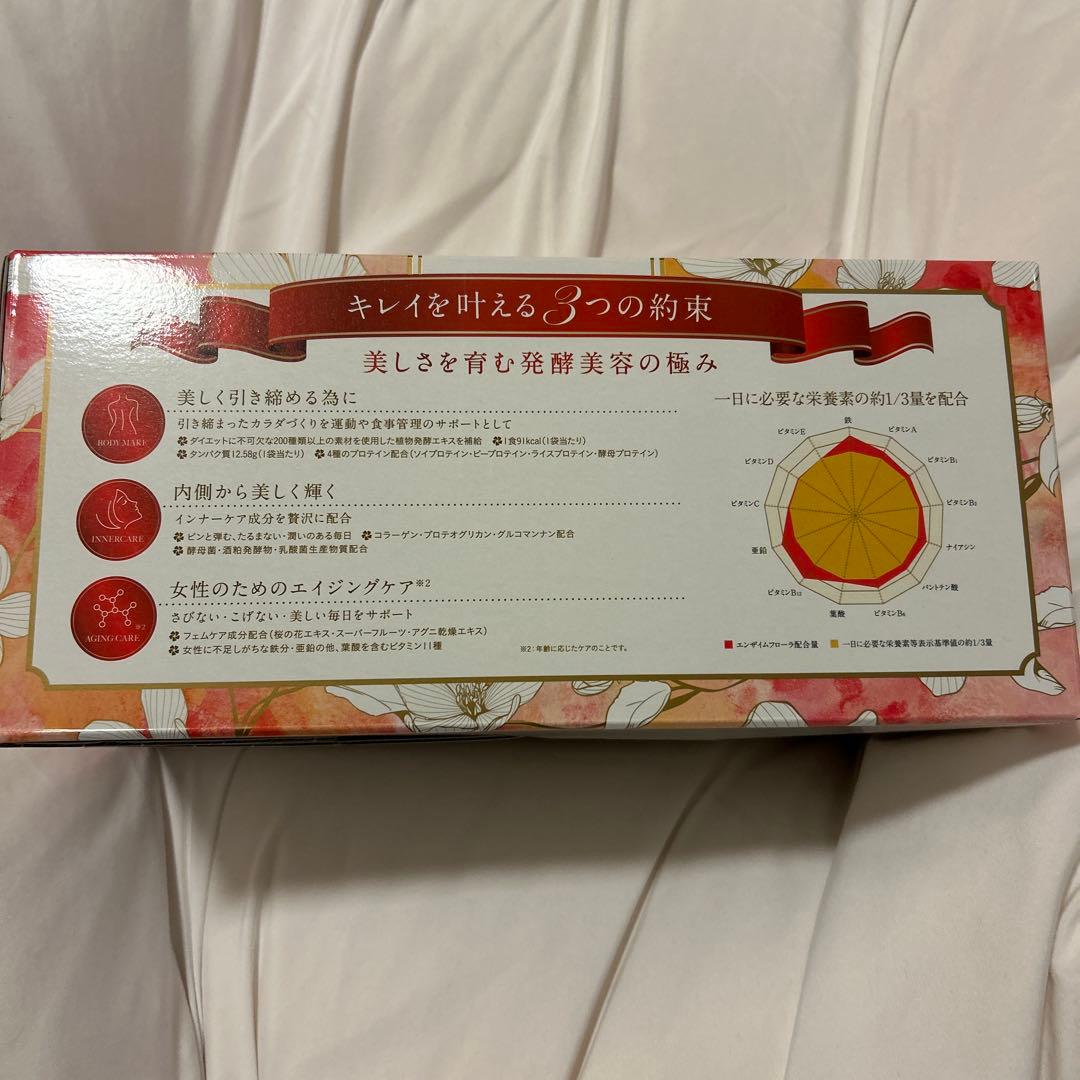 キレイを叶える3つの約束
美しさを育む発酵美容の極み
BODY MAKE
美しく引き締める為に
引き締まったカラダづくりを運動や食事管理のサポートとして
ダイエットに不可欠な200種類以上の素材を使用した植物発酵エキスを補給 1食91kcal(1袋当たり)
タンパク質12.58g(1袋当たり) 4種のプロテイン配合(ソイプロテイン・ピープロテイン・ライスプロテイン・酵母プロテイン)
INNERCARE
内側から美しく輝く
インナーケア成分を贅沢に配合
ピンと弾む、たるまない・潤いのある毎日 コラーゲン・プロテオグリカン・グルコマンナン配合
酵母菌・酒粕発酵物・乳酸菌生産物質配合
AGING CARE ※2
女性のためのエイジングケア※2
さびない・こげない・美しい毎日をサポート
フェムケア成分配合(桜の花エキス・スーパーフルーツ・アグニ乾燥エキス)
女性に不足しがちな鉄分・亜鉛の他、葉酸を含むビタミン11種
※2:年齢に応じたケアのことです。
一日に必要な栄養素の約1/3量を配合
鉄
ビタミンA
ビタミンB1
ビタミンB2
ナイアシン
パントテン酸
ビタミンB6
葉酸
ビタミンB12
亜鉛
ビタミンC
ビタミンD
ビタミンE
エンザイムフローラ配合量 一日に必要な栄養素等表示基準値の約1/3量